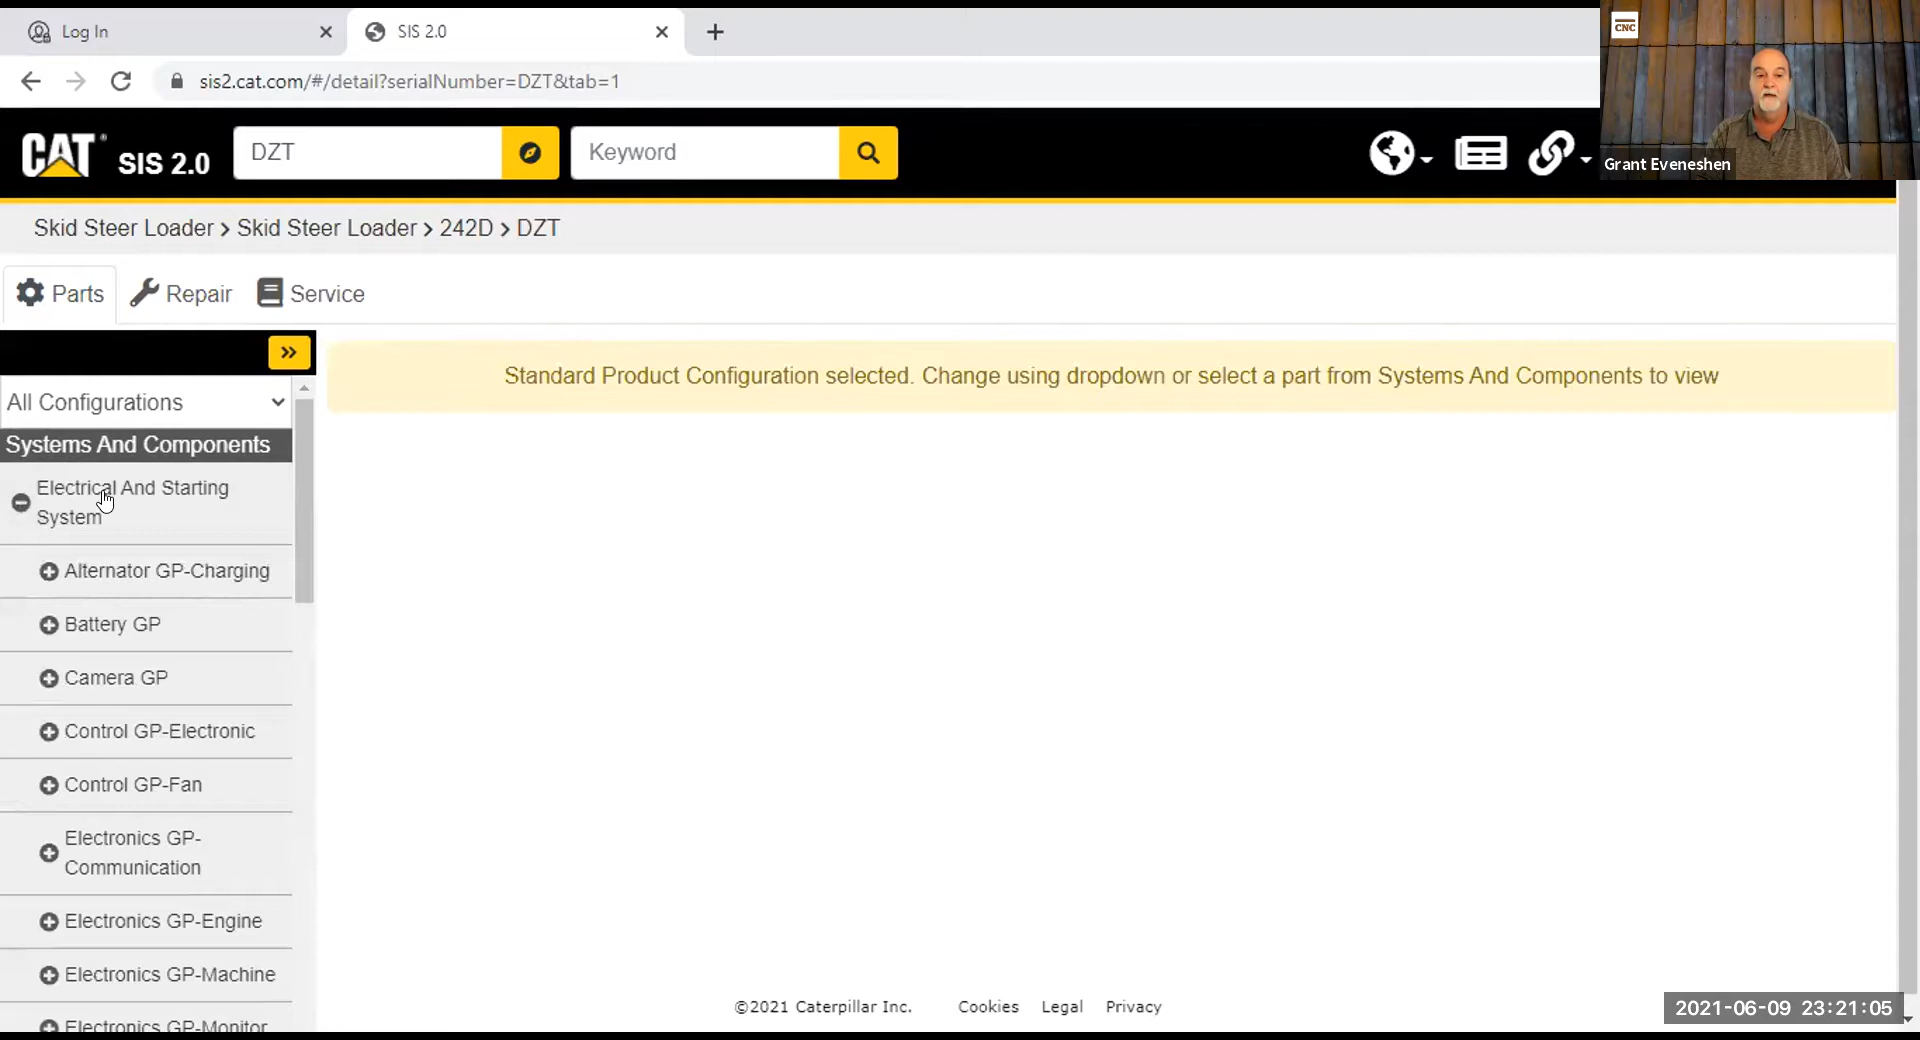 Log In
SIS 2.0
sis2.cat.com/#/detail?serialNumber=DZT&tab=1
CNC
CAT
SIS 2.0
DZT
Keyword
Grant Eveneshen
Skid Steer Loader > Skid Steer Loader > 242D > DZT
Parts
Repair
Service
Standard Product Configuration selected. Change using dropdown or select a part from Systems And Components to view
All Configurations
Systems And Components
Electrical And Starting
System
Alternator GP-Charging
Battery GP
Camera GP
Control GP-Electronic
Control GP-Fan
Electronics GP-
Communication
Electronics GP-Engine
Electronics GP-Machine
Electronics GP-Monitor
©2021 Caterpillar Inc.
Cookies
Legal
Privacy
2021-06-09 23:21:05